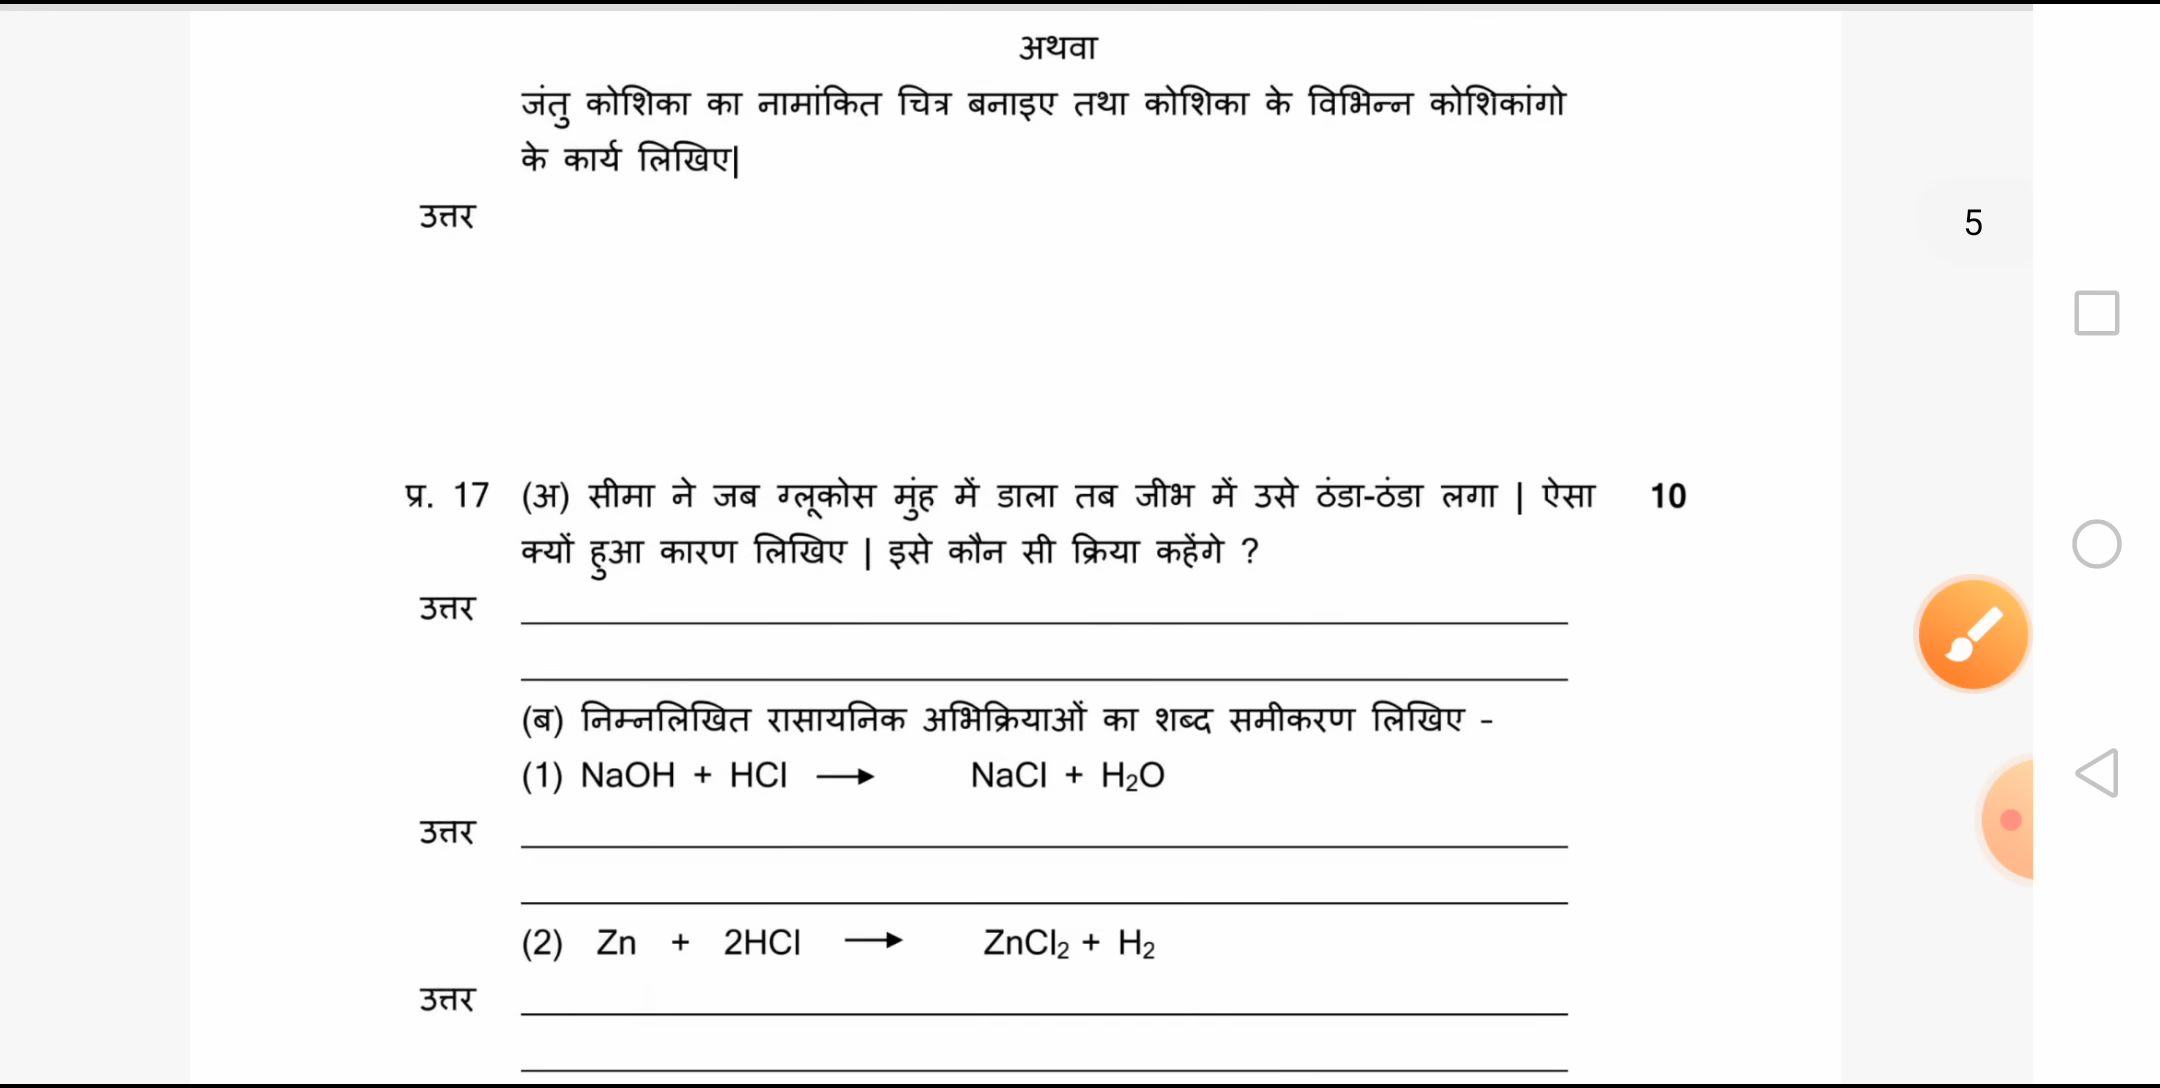 अथवा
जंतु कोशिका का नामांकित चित्र बनाइए तथा कोशिका के विभिन्न कोशिकांगो
के कार्य लिखिए|
उत्तर
5
प्र. 17 (अ) सीमा ने जब ग्लूकोस मुंह में डाला तब जीभ में उसे ठंडा-ठंडा लगा | ऐसा 10
क्यों हुआ कारण लिखिए | इसे कौन सी क्रिया कहेंगे ?
उत्तर
(ब) निम्नलिखित रासायनिक अभिक्रियाओं का शब्द समीकरण लिखिए -
(1) NaOH + HCl ⟶ NaCl + H₂O
उत्तर
(2) Zn + 2HCl ⟶ ZnCl₂ + H₂
उत्तर